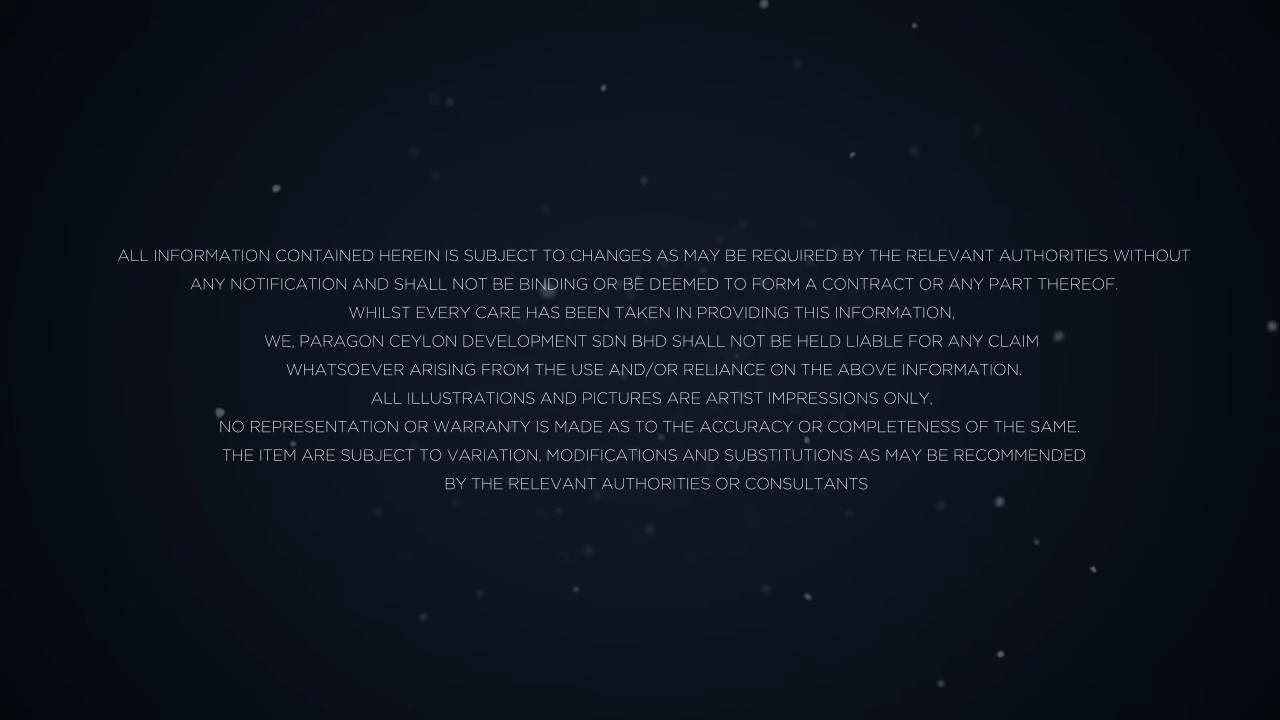 ALL INFORMATION CONTAINED HEREIN IS SUBJECT TO CHANGES AS MAY BE REQUIRED BY THE RELEVANT AUTHORITIES WITHOUT
ANY NOTIFICATION AND SHALL NOT BE BINDING OR BE DEEMED TO FORM A CONTRACT OR ANY PART THEREOF.
WHILST EVERY CARE HAS BEEN TAKEN IN PROVIDING THIS INFORMATION,
WE, PARAGON CEYLON DEVELOPMENT SDN BHD SHALL NOT BE HELD LIABLE FOR ANY CLAIM
WHATSOEVER ARISING FROM THE USE AND/OR RELIANCE ON THE ABOVE INFORMATION.
ALL ILLUSTRATIONS AND PICTURES ARE ARTIST IMPRESSIONS ONLY,
NO REPRESENTATION OR WARRANTY IS MADE AS TO THE ACCURACY OR COMPLETENESS OF THE SAME.
THE ITEM ARE SUBJECT TO VARIATION, MODIFICATIONS AND SUBSTITUTIONS AS MAY BE RECOMMENDED
BY THE RELEVANT AUTHORITIES OR CONSULTANTS